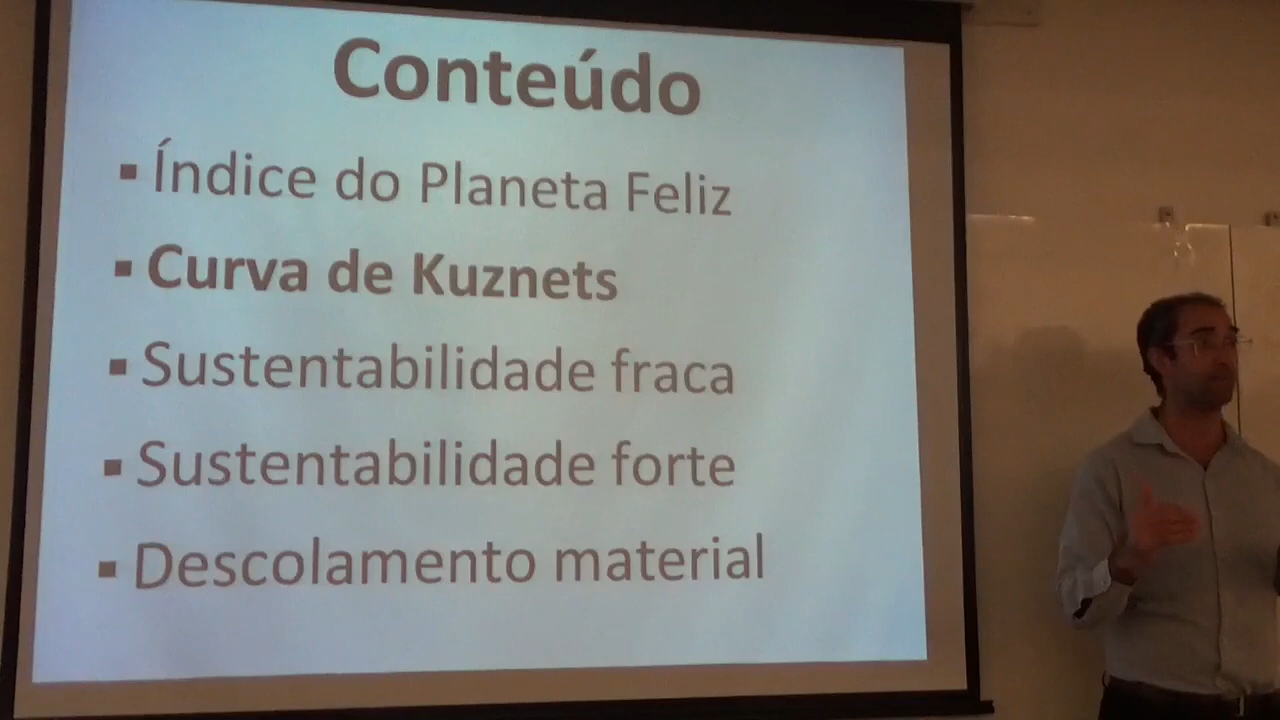 Conteúdo
▪ Índice do Planeta Feliz
▪ Curva de Kuznets
▪ Sustentabilidade fraca
▪ Sustentabilidade forte
▪ Descolamento material